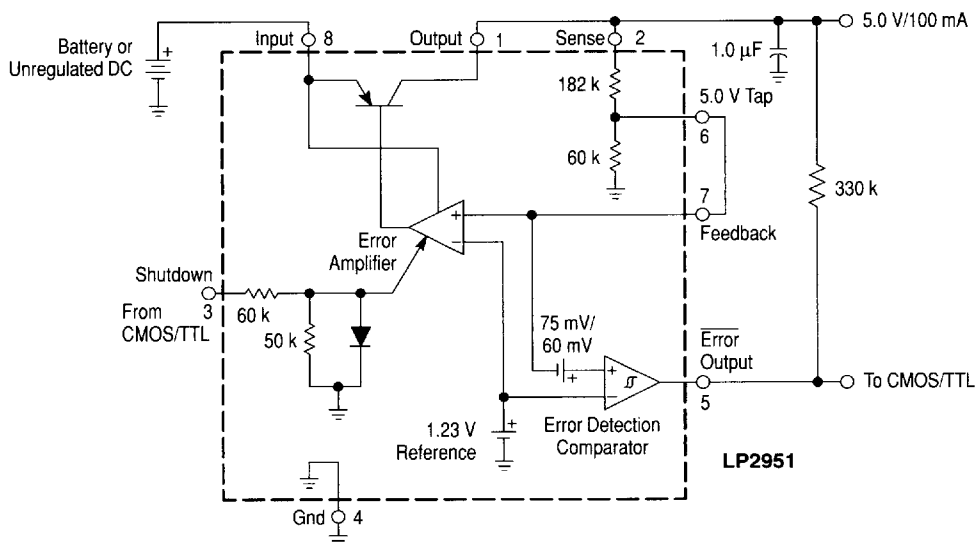 Battery or
Unregulated DC
+
Input
8
Output
1
Sense
2
5.0 V/100 mA
1.0 µF
182 k
5.0 V Tap
6
60 k
330 k
7
Feedback
+
−
Error
Amplifier
Shutdown
3
From
CMOS/TTL
60 k
50 k
75 mV/
60 mV
+
+
−
Error
Output
5
To CMOS/TTL
1.23 V
Reference
+
Error Detection
Comparator
LP2951
Gnd
4